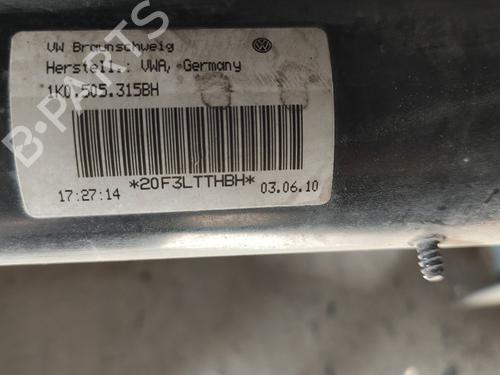 VW Braunschweig
Herstell.: VWA, Germany
1K0.505.315BH
*20F3LTTHBH*
17:27:14
03.06.10
B-PARTS